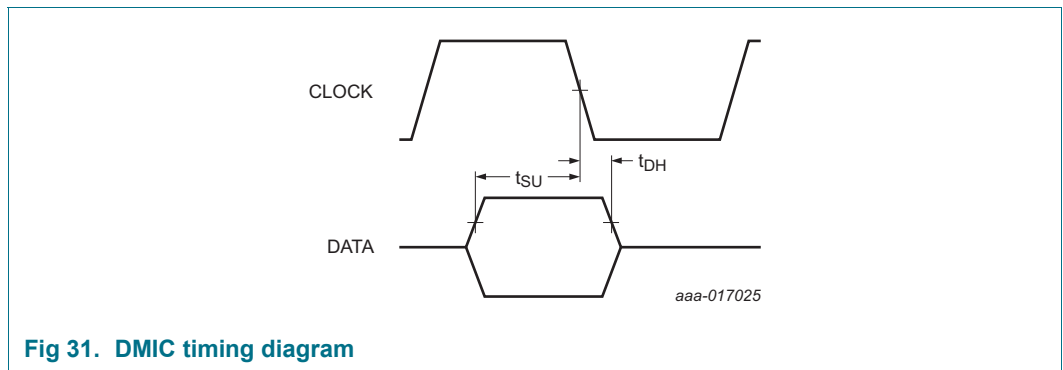 CLOCK
tDH
tSU
DATA
aaa-017025
Fig 31. DMIC timing diagram